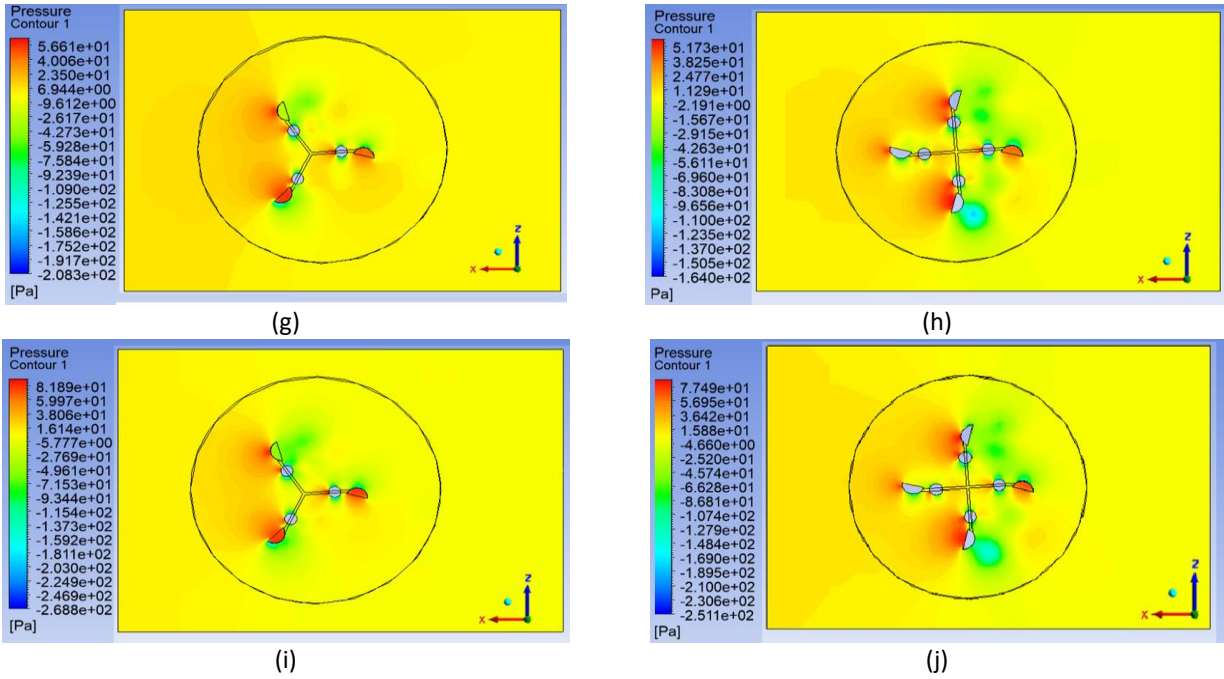 Pressure
Contour 1
5.661e+01
4.006e+01
2.350e+01
6.944e+00
-9.612e+00
-2.617e+01
-4.273e+01
-5.928e+01
-7.584e+01
-9.239e+01
-1.090e+02
-1.255e+02
-1.421e+02
-1.586e+02
-1.752e+02
-1.917e+02
-2.083e+02
[Pa]
Z
X
(g)
Pressure
Contour 1
5.173e+01
3.825e+01
2.477e+01
1.129e+01
-2.191e+00
-1.567e+01
-2.915e+01
-4.263e+01
-5.611e+01
-6.960e+01
-8.308e+01
-9.656e+01
-1.100e+02
-1.235e+02
-1.370e+02
-1.505e+02
-1.640e+02
Pa]
Z
X
(h)
Pressure
Contour 1
8.189e+01
5.997e+01
3.806e+01
1.614e+01
-5.777e+00
-2.769e+01
-4.961e+01
-7.153e+01
-9.344e+01
-1.154e+02
-1.373e+02
-1.592e+02
-1.811e+02
-2.030e+02
-2.249e+02
-2.469e+02
-2.688e+02
[Pa]
Z
X
(i)
Pressure
Contour 1
7.749e+01
5.695e+01
3.642e+01
1.588e+01
-4.660e+00
-2.520e+01
-4.574e+01
-6.628e+01
-8.681e+01
-1.074e+02
-1.279e+02
-1.484e+02
-1.690e+02
-1.895e+02
-2.100e+02
-2.306e+02
-2.511e+02
[Pa]
Z
X
(j)